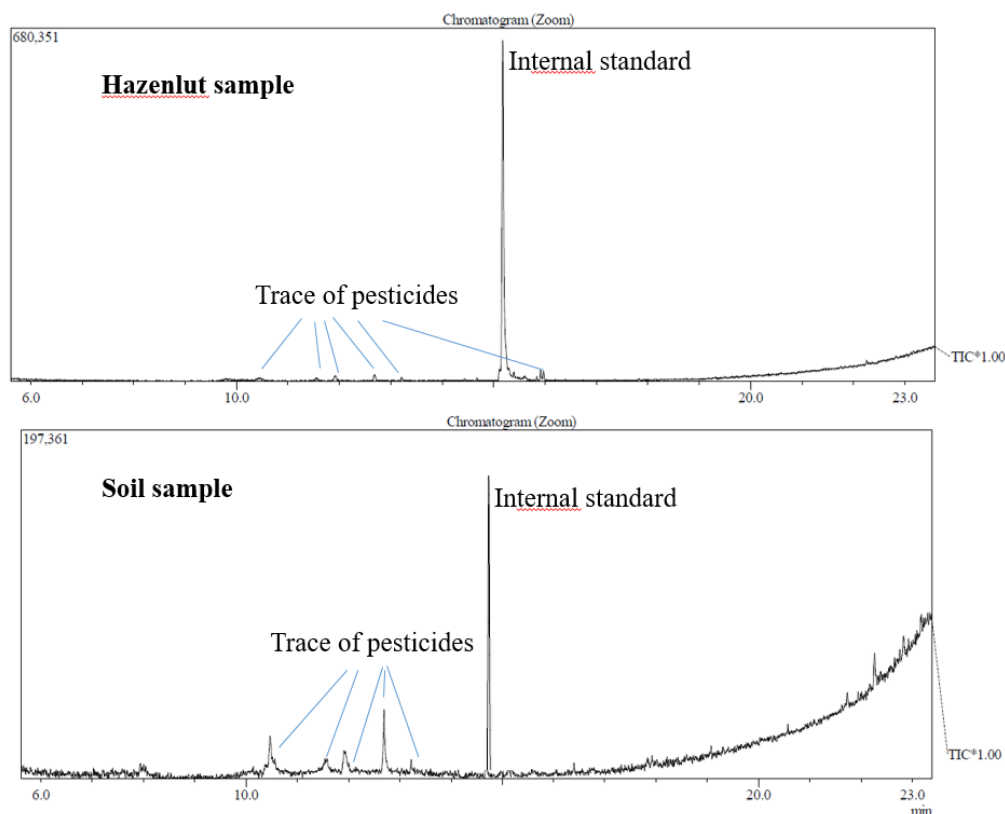 Chromatogram (Zoom)
680,351
Internal standard
Hazenlut sample
Trace of pesticides
TIC*1.00
6.0 10.0 20.0 23.0
Chromatogram (Zoom)
197,361
Soil sample
Internal standard
Trace of pesticides
TIC*1.00
6.0 10.0 20.0 23.0
min